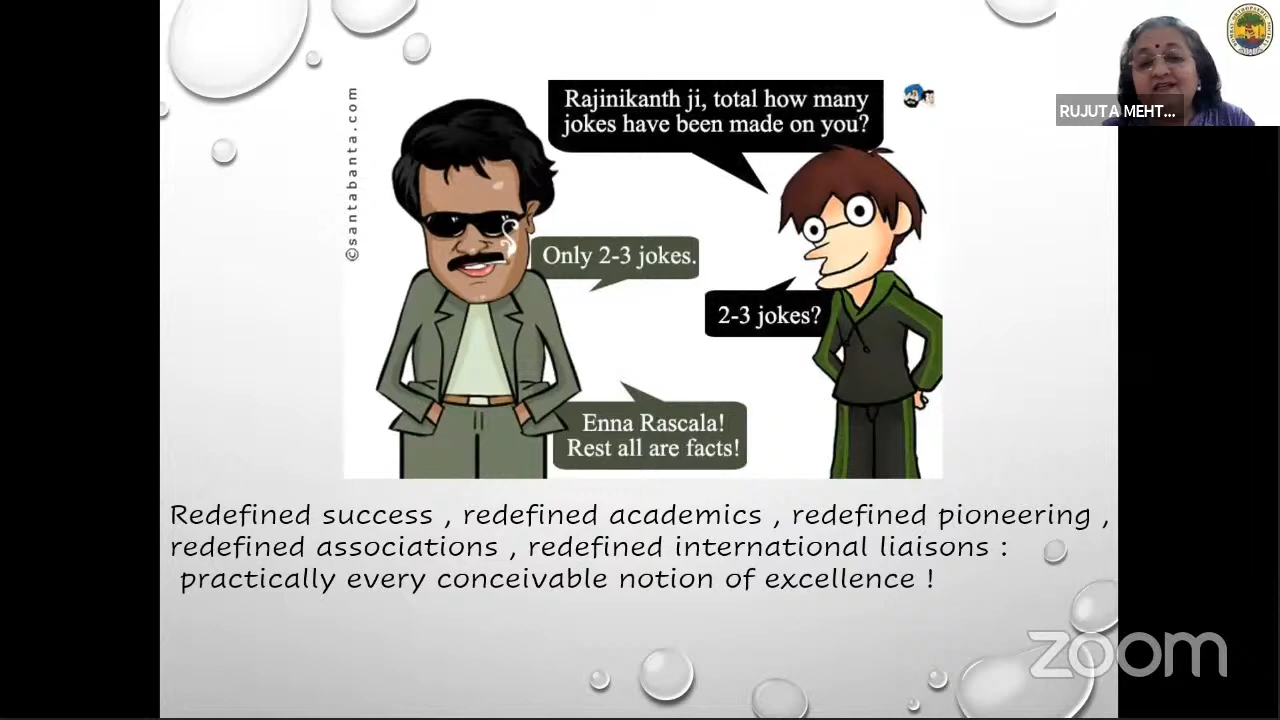 ©santabanta.com
Rajinikanth ji, total how many
jokes have been made on you?
Only 2-3 jokes.
2-3 jokes?
Enna Rascala!
Rest all are facts!
Redefined success , redefined academics , redefined pioneering ,
redefined associations , redefined international liaisons :
practically every conceivable notion of excellence !
RUJUTA MEHT...
zoom